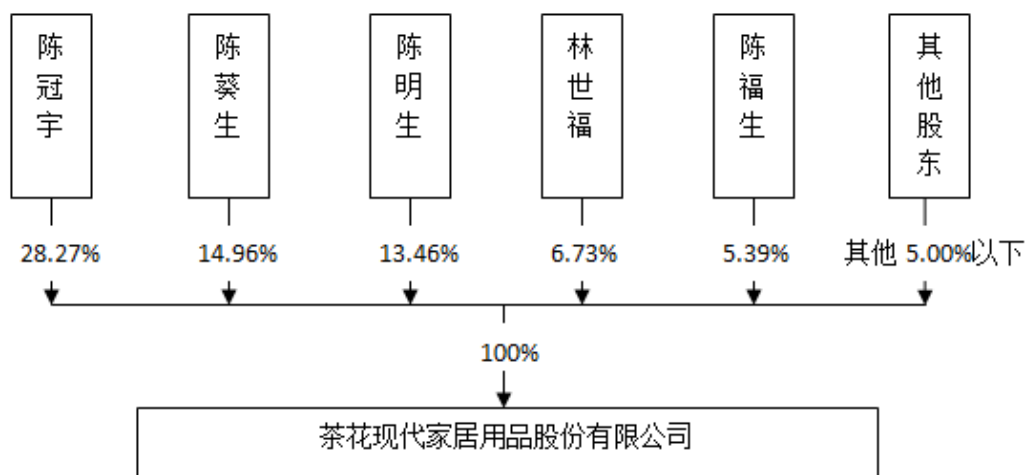 陈冠宇
陈葵生
陈明生
林世福
陈福生
其他股东
28.27%
14.96%
13.46%
6.73%
5.39%
其他 5.00%以下
100%
茶花现代家居用品股份有限公司